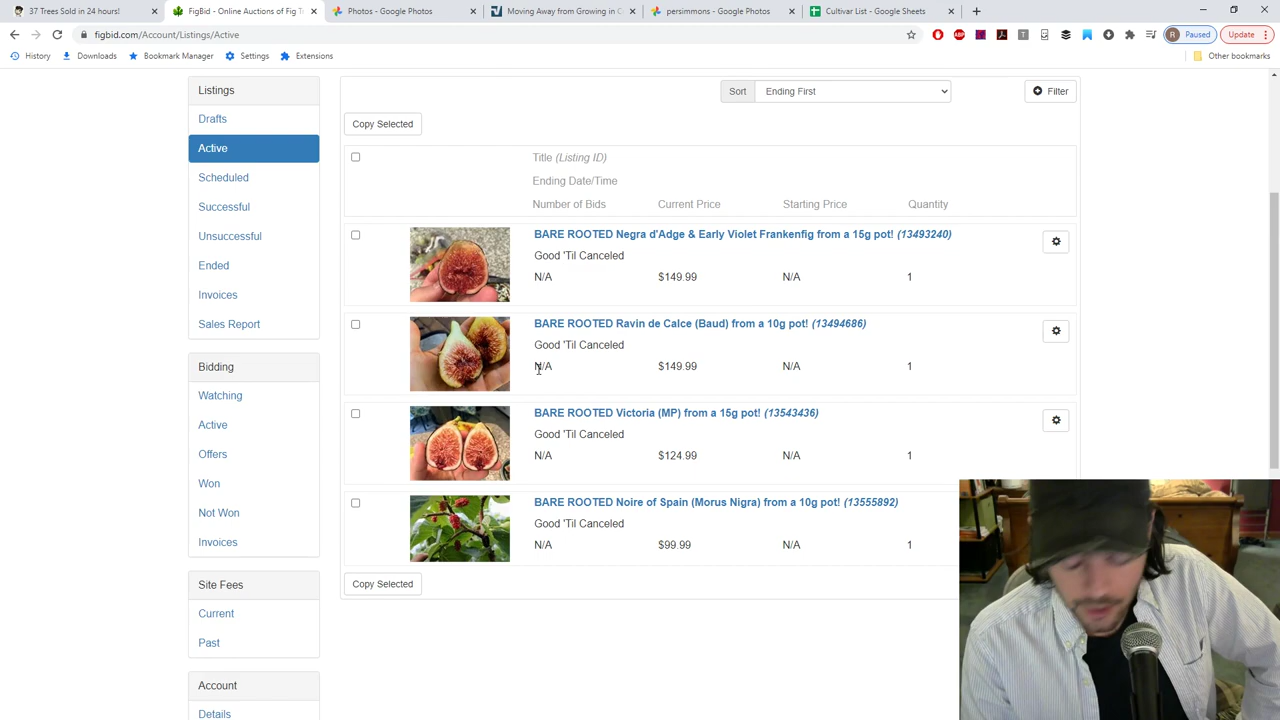 37 Trees Sold in 24 hours!
FigBid - Online Auctions of Fig T
Photos - Google Photos
Moving Away from Growing in C
persimmons - Google Photos
Cultivar List - Google Sheets
figbid.com/Account/Listings/Active
Paused
Update
History
Downloads
Bookmark Manager
Settings
Extensions
Other bookmarks
Listings
Drafts
Active
Scheduled
Successful
Unsuccessful
Ended
Invoices
Sales Report
Bidding
Watching
Active
Offers
Won
Not Won
Invoices
Site Fees
Current
Past
Account
Details
Sort Ending First
Filter
Copy Selected
Title (Listing ID)
Ending Date/Time
Number of Bids Current Price Starting Price Quantity
BARE ROOTED Negra d'Adge & Early Violet Frankenfig from a 15g pot! (13493240)
Good 'Til Canceled
N/A $149.99 N/A 1
BARE ROOTED Ravin de Calce (Baud) from a 10g pot! (13494686)
Good 'Til Canceled
N/A $149.99 N/A 1
BARE ROOTED Victoria (MP) from a 15g pot! (13543436)
Good 'Til Canceled
N/A $124.99 N/A 1
BARE ROOTED Noire of Spain (Morus Nigra) from a 10g pot! (13555892)
Good 'Til Canceled
N/A $99.99 N/A 1
Copy Selected